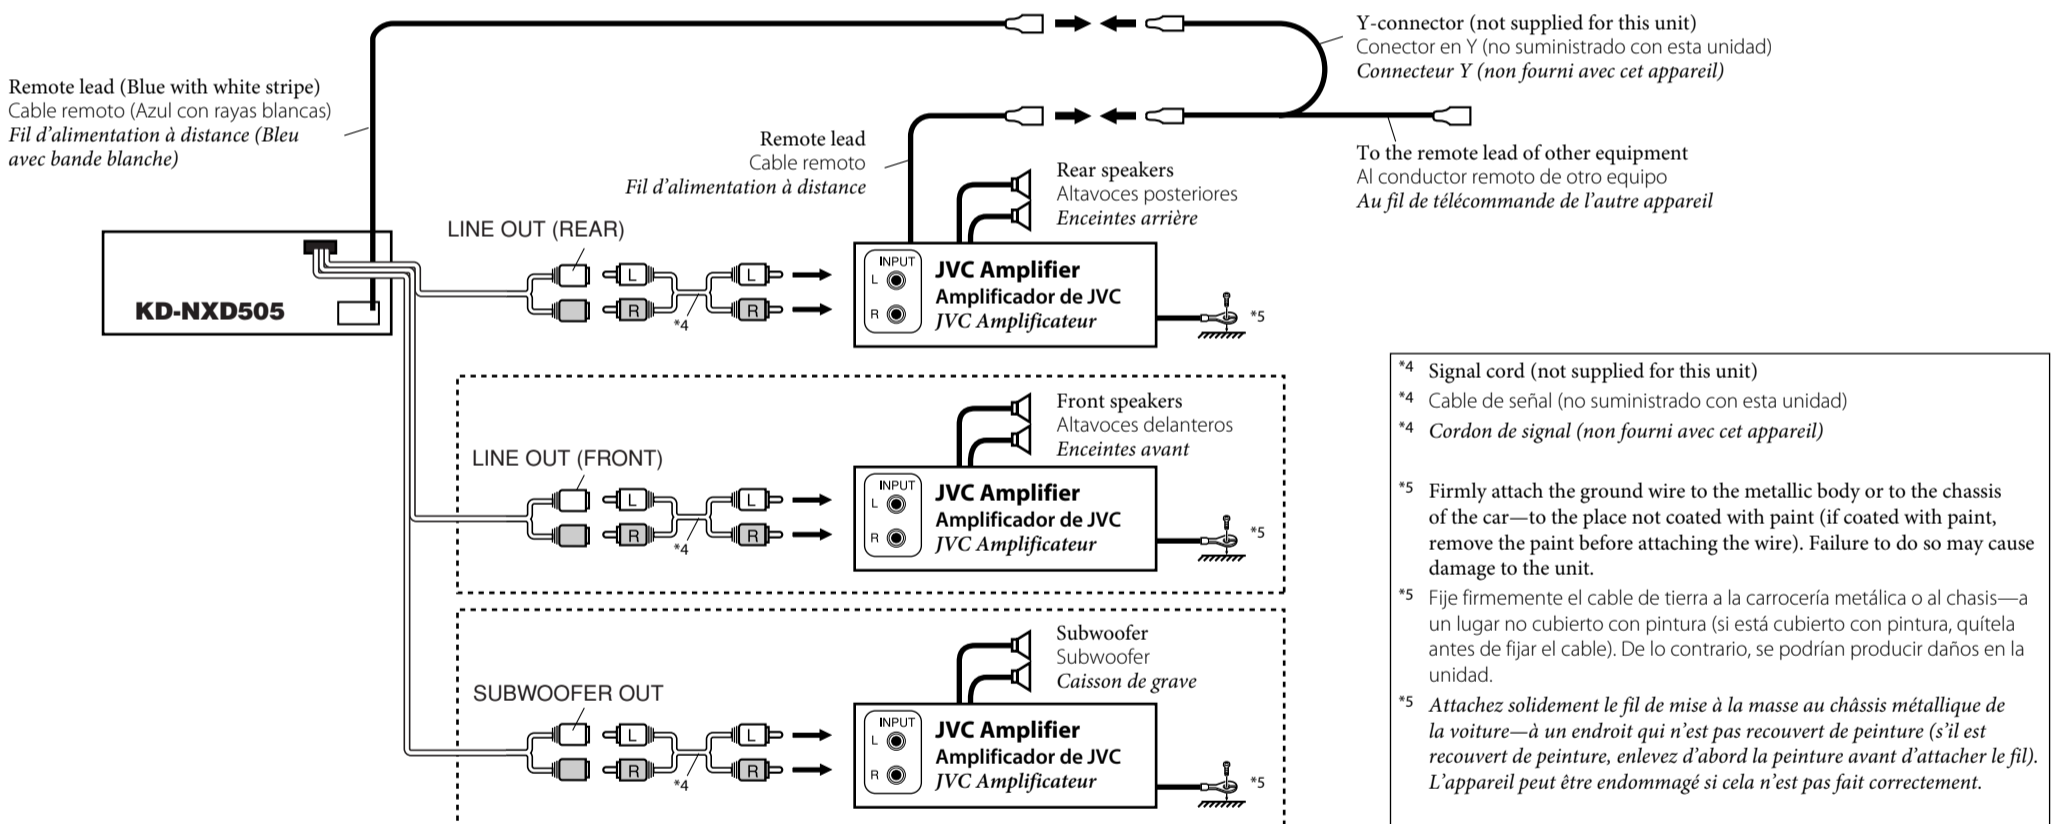 Y-connector (not supplied for this unit)
Conector en Y (no suministrado con esta unidad)
Connecteur Y (non fourni avec cet appareil)
Remote lead (Blue with white stripe)
Cable remoto (Azul con rayas blancas)
Fil d'alimentation à distance (Bleu
avec bande blanche)
Remote lead
Cable remoto
Fil d'alimentation à distance
To the remote lead of other equipment
Al conductor remoto de otro equipo
Au fil de télécommande de l'autre appareil
Rear speakers
Altavoces posteriores
Enceintes arrière
KD-NXD505
LINE OUT (REAR)
L
R
*4
L
R
INPUT
L
R
JVC Amplifier
Amplificador de JVC
JVC Amplificateur
*5
Front speakers
Altavoces delanteros
Enceintes avant
LINE OUT (FRONT)
L
R
*4
L
R
INPUT
L
R
JVC Amplifier
Amplificador de JVC
JVC Amplificateur
*5
Subwoofer
Subwoofer
Caisson de grave
SUBWOOFER OUT
L
R
*4
L
R
INPUT
L
R
JVC Amplifier
Amplificador de JVC
JVC Amplificateur
*5
*4 Signal cord (not supplied for this unit)
*4 Cable de señal (no suministrado con esta unidad)
*4 Cordon de signal (non fourni avec cet appareil)
*5 Firmly attach the ground wire to the metallic body or to the chassis
of the car—to the place not coated with paint (if coated with paint,
remove the paint before attaching the wire). Failure to do so may cause
damage to the unit.
*5 Fije firmemente el cable de tierra a la carrocería metálica o al chasis—a
un lugar no cubierto con pintura (si está cubierto con pintura, quítela
antes de fijar el cable). De lo contrario, se podrían producir daños en la
unidad.
*5 Attachez solidement le fil de mise à la masse au châssis métallique de
la voiture—à un endroit qui n'est pas recouvert de peinture (s'il est
recouvert de peinture, enlevez d'abord la peinture avant d'attacher le fil).
L'appareil peut être endommagé si cela n'est pas fait correctement.